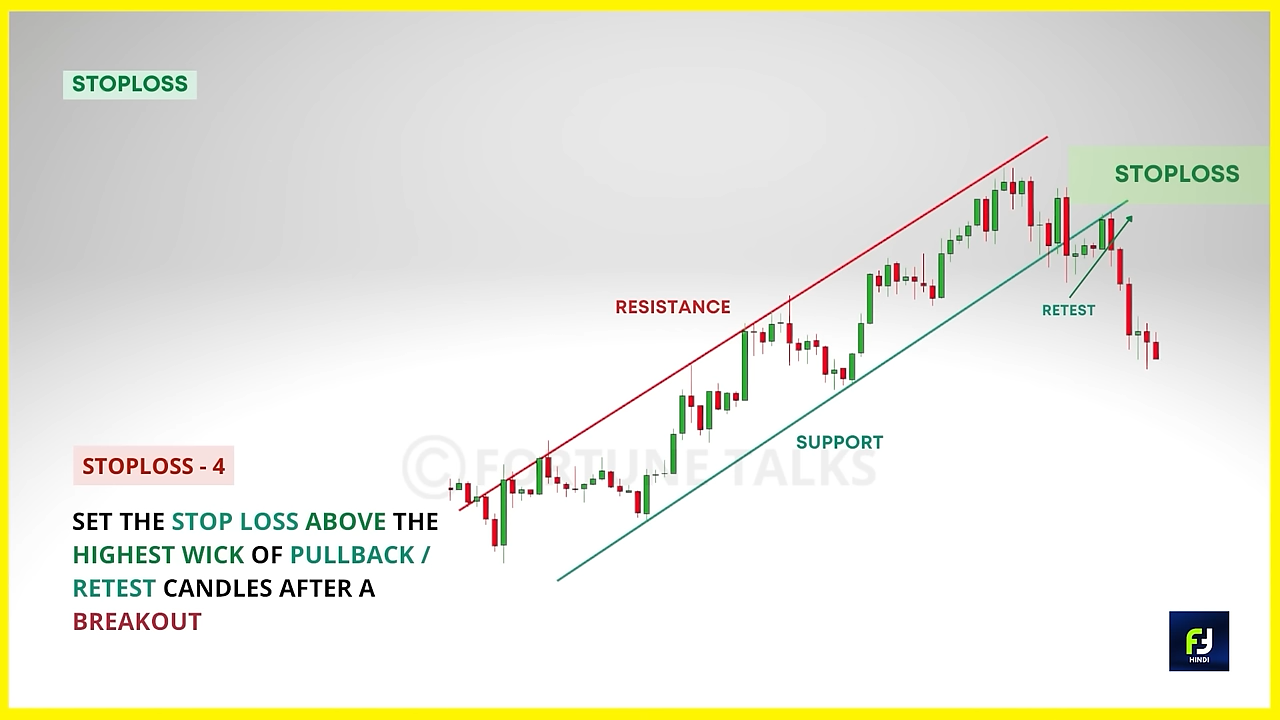 STOPLOSS
STOPLOSS
RESISTANCE
RETEST
SUPPORT
© FORTUNE TALKS
STOPLOSS - 4
SET THE STOP LOSS ABOVE THE
HIGHEST WICK OF PULLBACK /
RETEST CANDLES AFTER A
BREAKOUT
HINDI